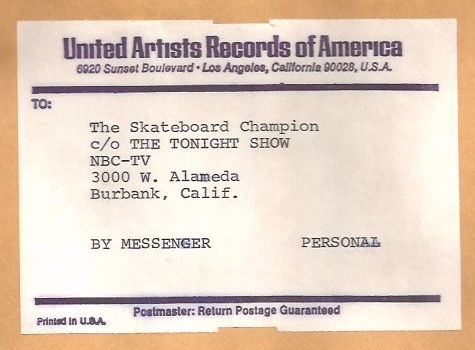 United Artists Records of America
6920 Sunset Boulevard • Los Angeles, California 90028, U.S.A.
TO:
The Skateboard Champion
c/o THE TONIGHT SHOW
NBC-TV
3000 W. Alameda
Burbank, Calif.
BY MESSENGER PERSONAL
Postmaster: Return Postage Guaranteed
Printed in U.S.A.